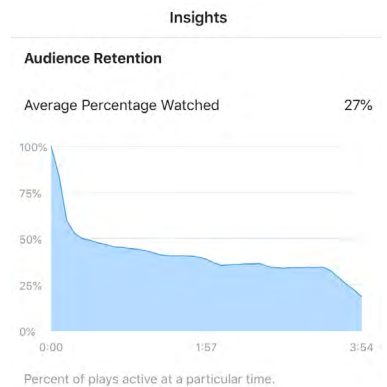 Insights
Audience Retention
Average Percentage Watched 27%
100%
75%
50%
25%
0%
0:00 1:57 3:54
Percent of plays active at a particular time.